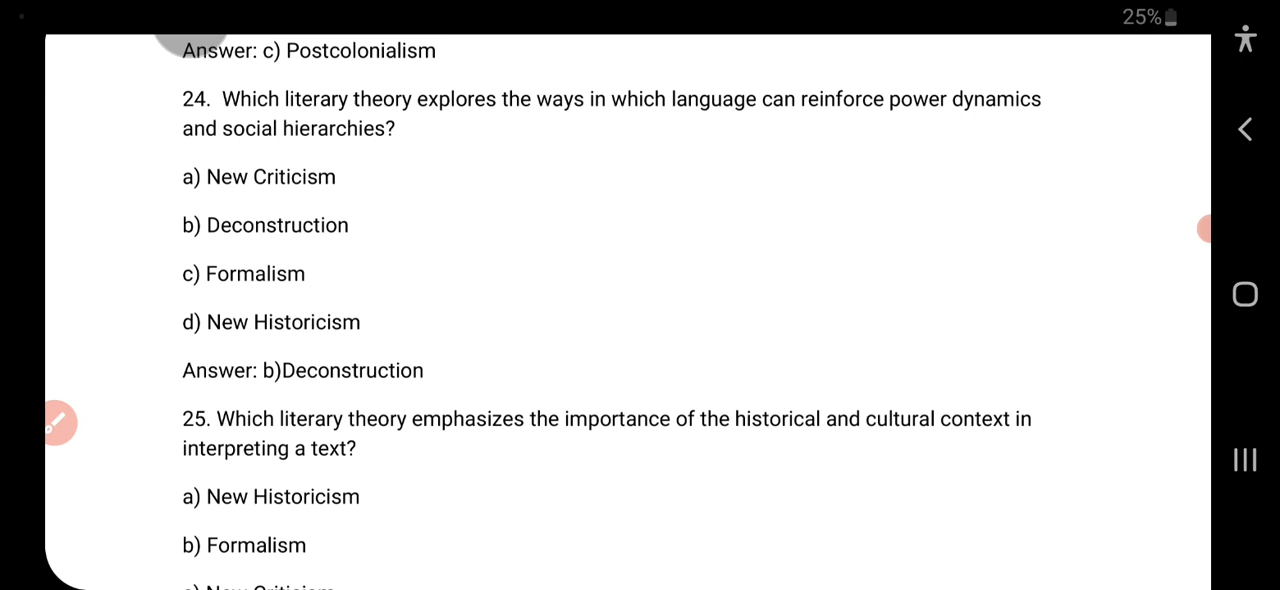 25%
Answer: c) Postcolonialism
24. Which literary theory explores the ways in which language can reinforce power dynamics
and social hierarchies?
a) New Criticism
b) Deconstruction
c) Formalism
d) New Historicism
Answer: b)Deconstruction
25. Which literary theory emphasizes the importance of the historical and cultural context in
interpreting a text?
a) New Historicism
b) Formalism